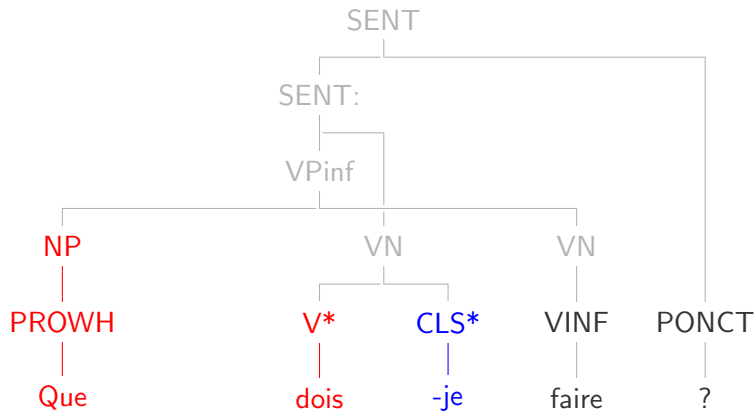 SENT
SENT:
VPinf
NP VN VN
PROWH V* CLS* VINF PONCT
Que dois -je faire ?